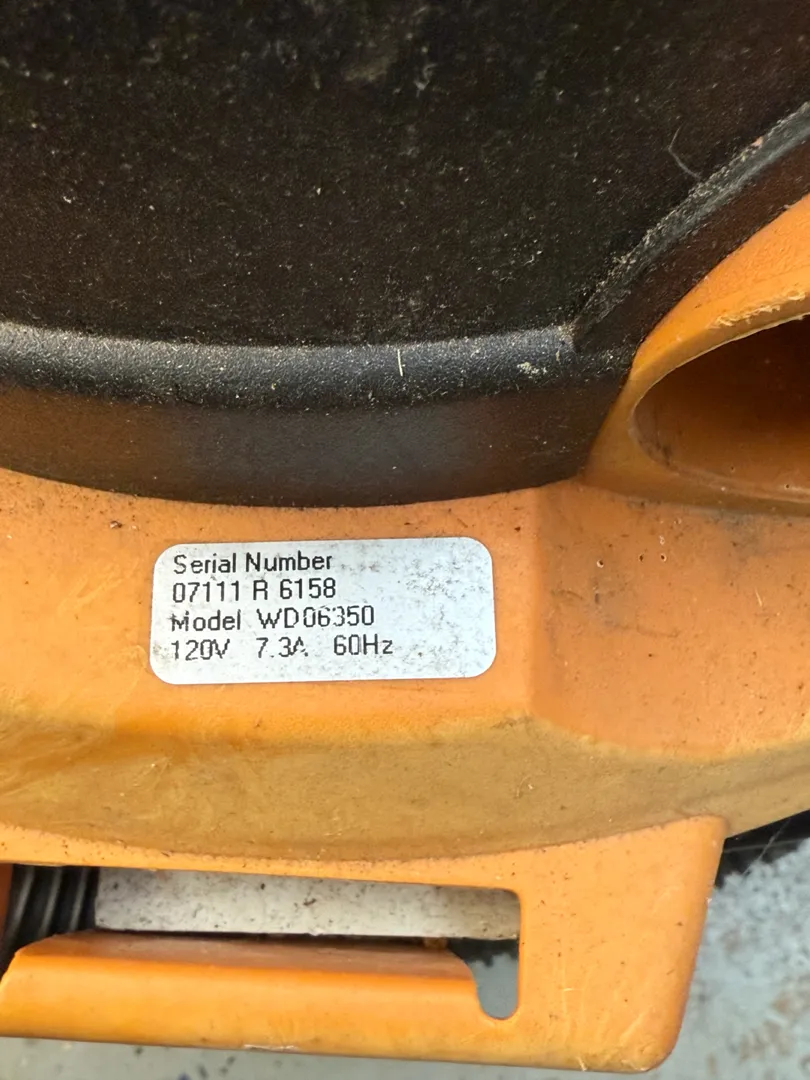 Serial Number
07111 R 6158
Model WD06350
120V 7.3A 60Hz